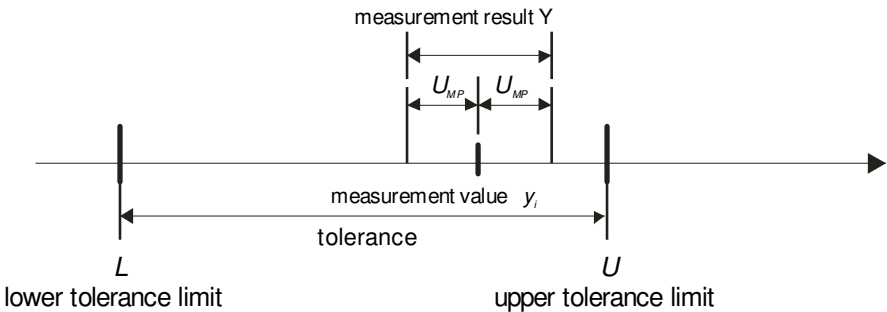 measurement result Y
U_MP U_MP
measurement value y_i
tolerance
L U
lower tolerance limit upper tolerance limit